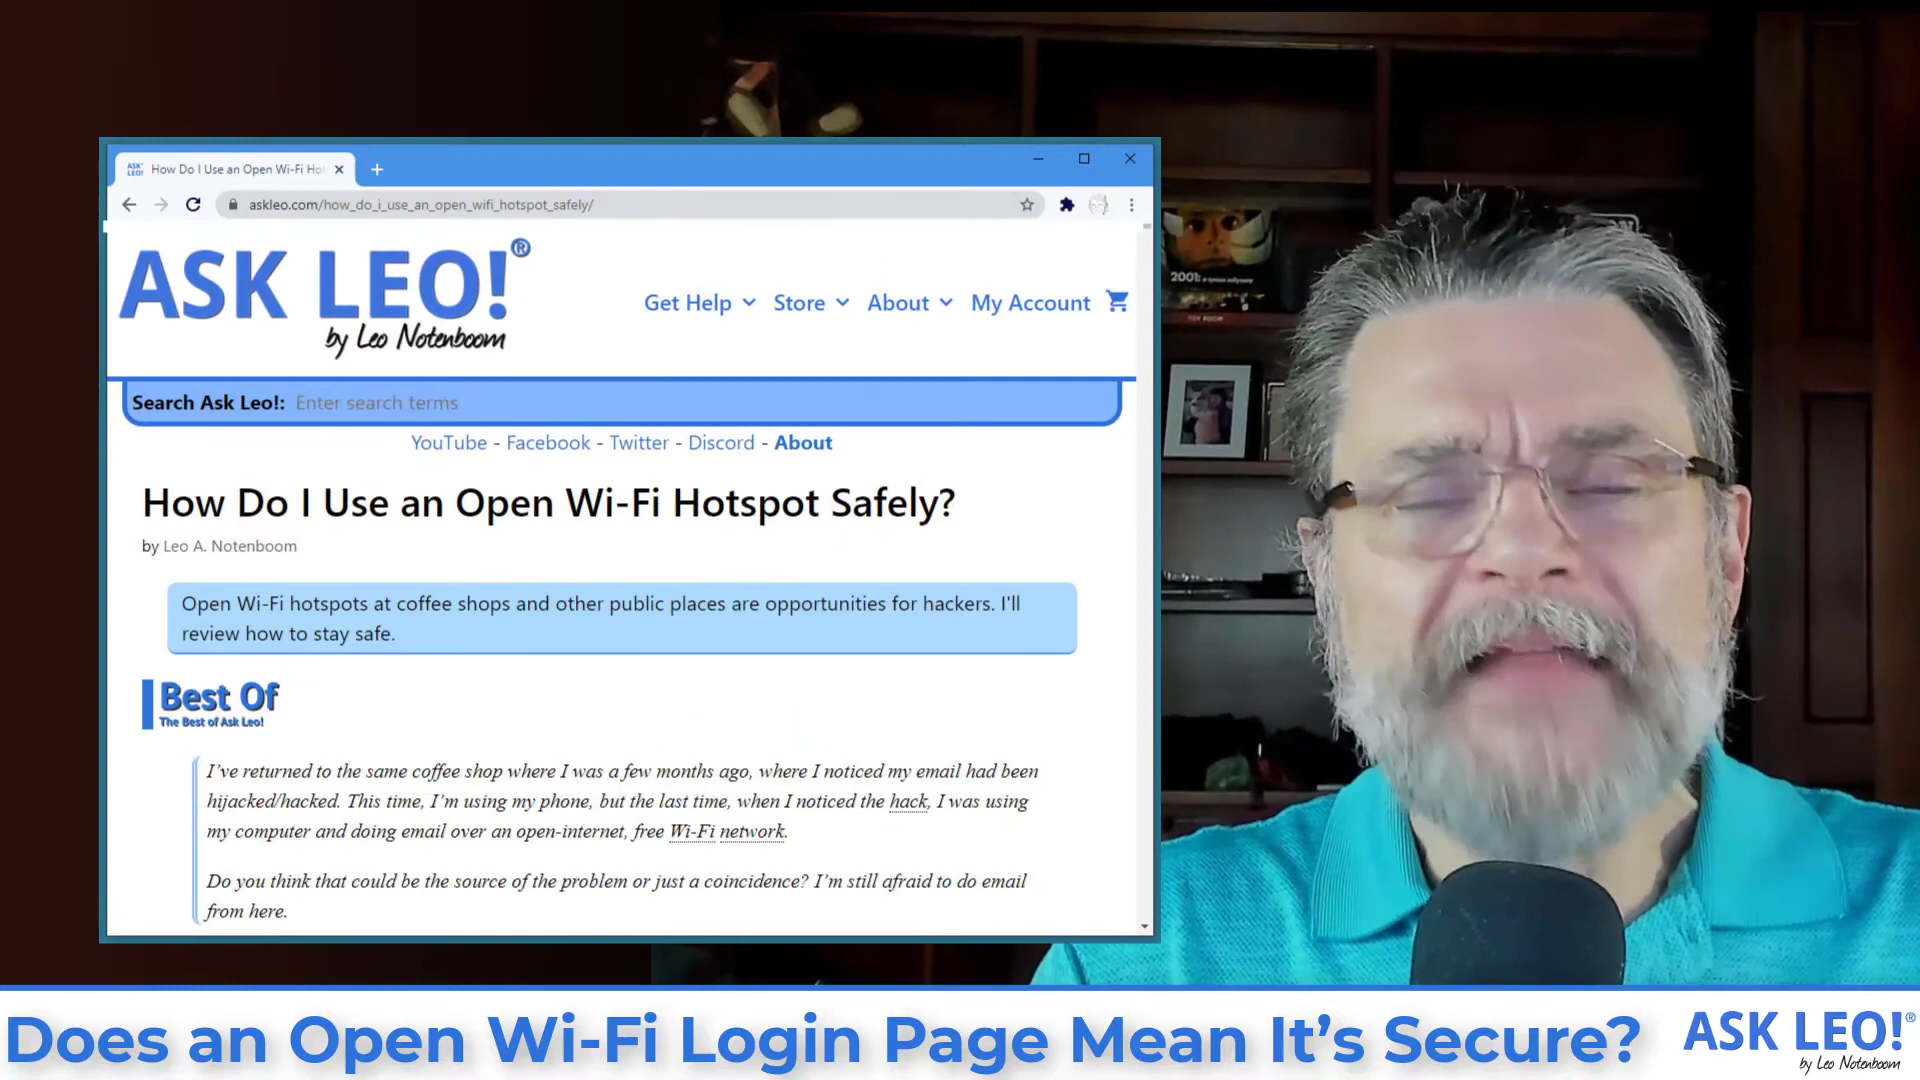 ASK LEO!
How Do I Use an Open Wi-Fi Ho
askleo.com/how_do_i_use_an_open_wifi_hotspot_safely/
ASK LEO!®
by Leo Notenboom
Get Help
Store
About
My Account
Search Ask Leo!: Enter search terms
YouTube - Facebook - Twitter - Discord - About
How Do I Use an Open Wi-Fi Hotspot Safely?
by Leo A. Notenboom
Open Wi-Fi hotspots at coffee shops and other public places are opportunities for hackers. I'll
review how to stay safe.
Best Of
The Best of Ask Leo!
I’ve returned to the same coffee shop where I was a few months ago, where I noticed my email had been
hijacked/hacked. This time, I’m using my phone, but the last time, when I noticed the hack, I was using
my computer and doing email over an open-internet, free Wi-Fi network.
Do you think that could be the source of the problem or just a coincidence? I’m still afraid to do email
from here.
2001: a space odyssey
Does an Open Wi-Fi Login Page Mean It’s Secure?
ASK LEO!®
by Leo Notenboom